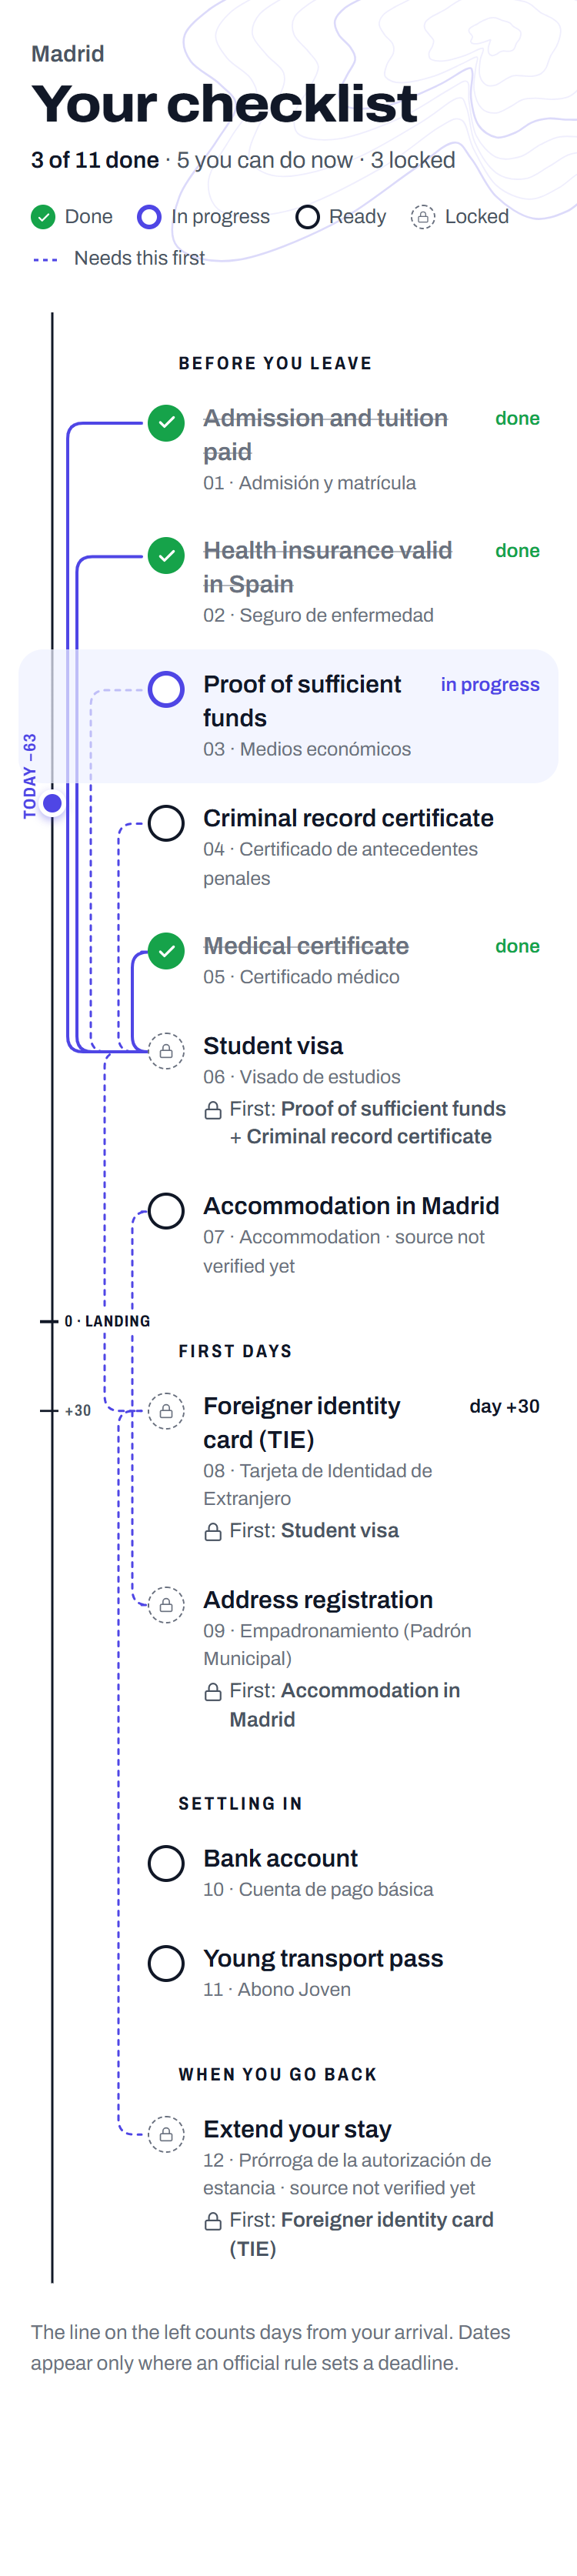 Madrid
Your checklist
3 of 11 done · 5 you can do now · 3 locked
Done In progress Ready Locked
Needs this first
BEFORE YOU LEAVE
Admission and tuition done
paid
01 · Admisión y matrícula
Health insurance valid done
in Spain
02 · Seguro de enfermedad
Proof of sufficient in progress
funds
03 · Medios económicos
TODAY −63
Criminal record certificate
04 · Certificado de antecedentes
penales
Medical certificate done
05 · Certificado médico
Student visa
06 · Visado de estudios
First: Proof of sufficient funds
+ Criminal record certificate
Accommodation in Madrid
07 · Accommodation · source not
verified yet
0 · LANDING
FIRST DAYS
Foreigner identity day +30
+30
card (TIE)
08 · Tarjeta de Identidad de
Extranjero
First: Student visa
Address registration
09 · Empadronamiento (Padrón
Municipal)
First: Accommodation in
Madrid
SETTLING IN
Bank account
10 · Cuenta de pago básica
Young transport pass
11 · Abono Joven
WHEN YOU GO BACK
Extend your stay
12 · Prórroga de la autorización de
estancia · source not verified yet
First: Foreigner identity card
(TIE)
The line on the left counts days from your arrival. Dates
appear only where an official rule sets a deadline.